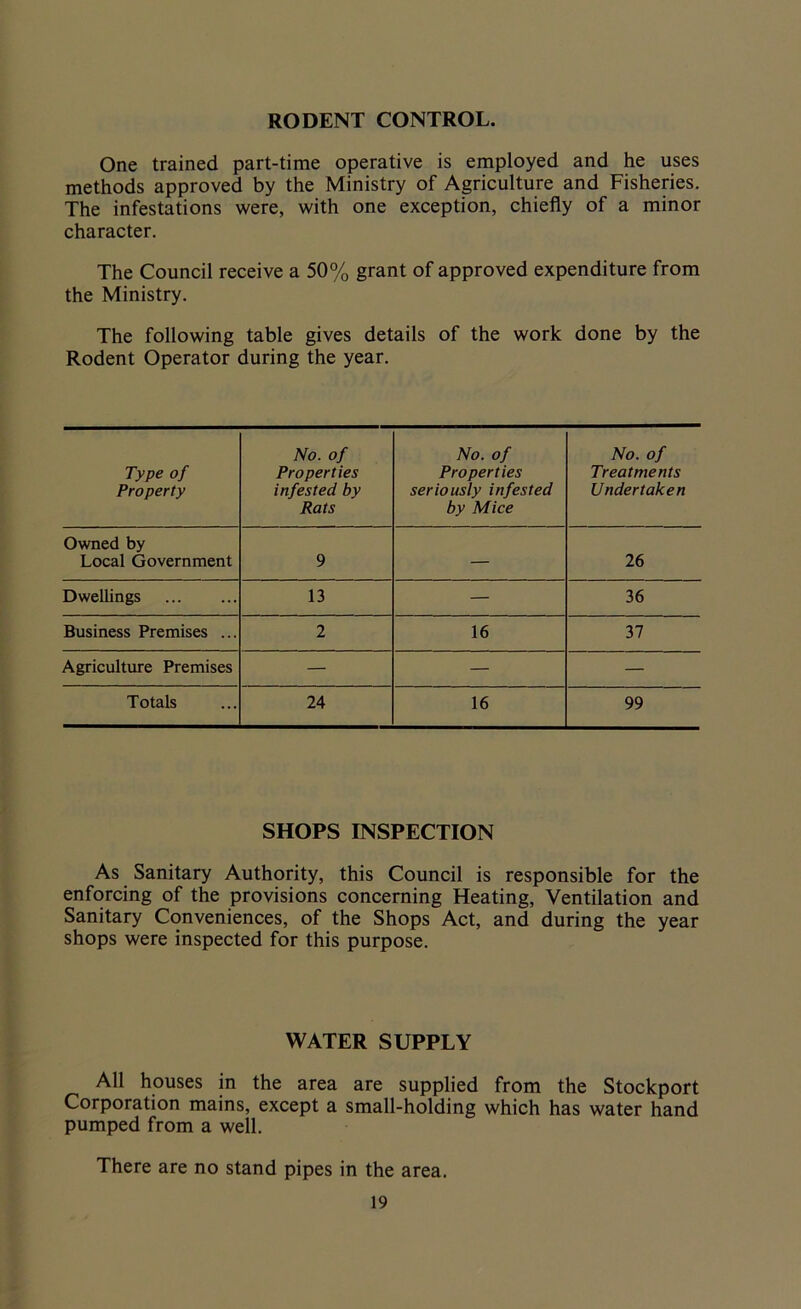 RODENT CONTROL.
One trained part-time operative is employed and he uses
methods approved by the Ministry of Agriculture and Fisheries.
The infestations were, with one exception, chiefly of a minor
character.
The Council receive a 50% grant of approved expenditure from
the Ministry.
The following table gives details of the work done by the
Rodent Operator during the year.
Type of Property | No. of Properties infested by Rats | No. of Properties seriously infested by Mice | No. of Treatments Undertaken
Owned by Local Government | 9 | — | 26
Dwellings ... ... | 13 | — | 36
Business Premises ... | 2 | 16 | 37
Agriculture Premises | — | — | —
Totals ... | 24 | 16 | 99
SHOPS INSPECTION
As Sanitary Authority, this Council is responsible for the
enforcing of the provisions concerning Heating, Ventilation and
Sanitary Conveniences, of the Shops Act, and during the year
shops were inspected for this purpose.
WATER SUPPLY
All houses in the area are supplied from the Stockport
Corporation mains, except a small-holding which has water hand
pumped from a well.
There are no stand pipes in the area.
19